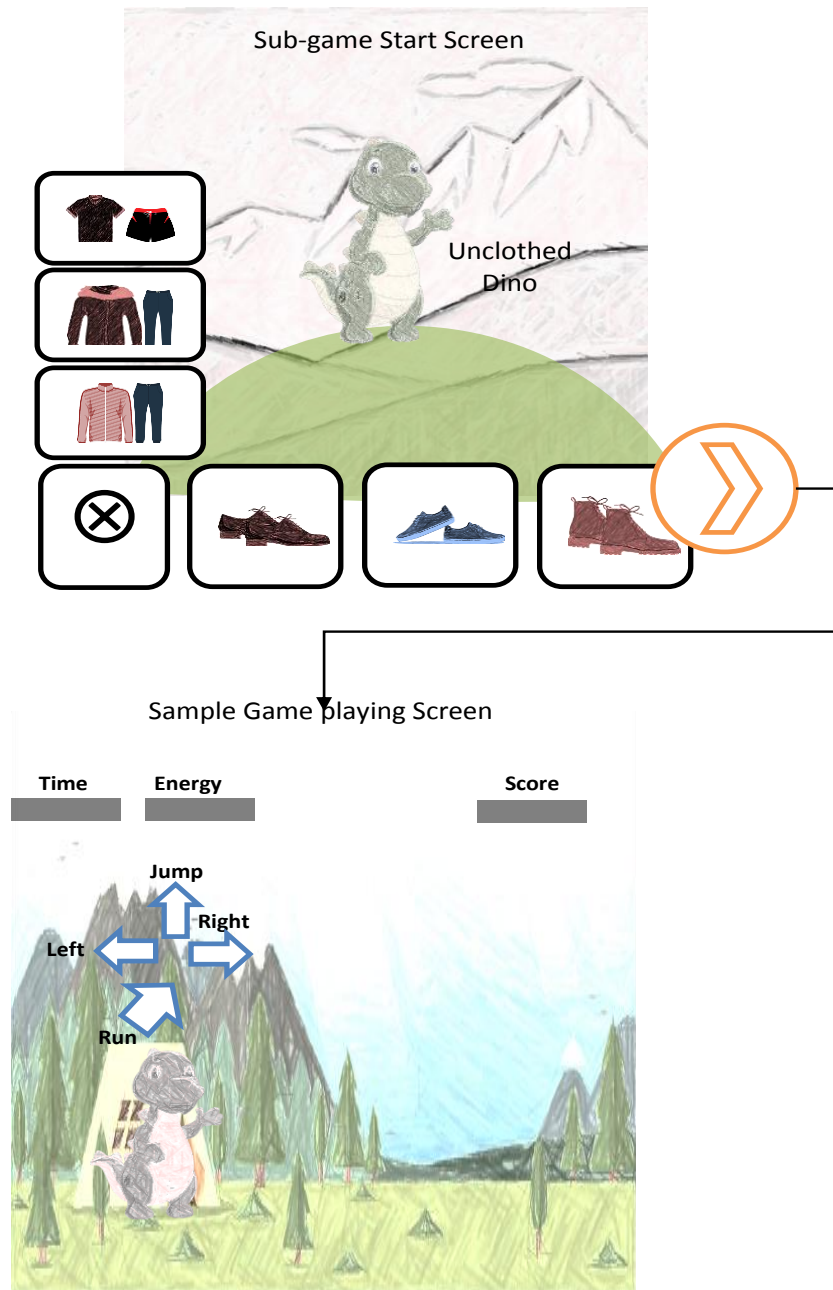 Sub-game Start Screen
Unclothed
Dino
Sample Game playing Screen
Time
Energy
Score
Jump
Right
Left
Run